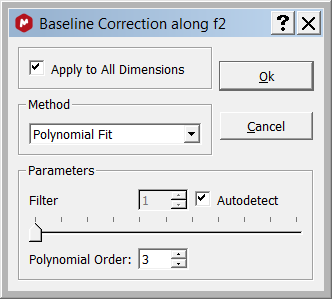 Baseline Correction along f2
Apply to All Dimensions
Ok
Method
Polynomial Fit
Cancel
Parameters
Filter 1 Autodetect
Polynomial Order: 3